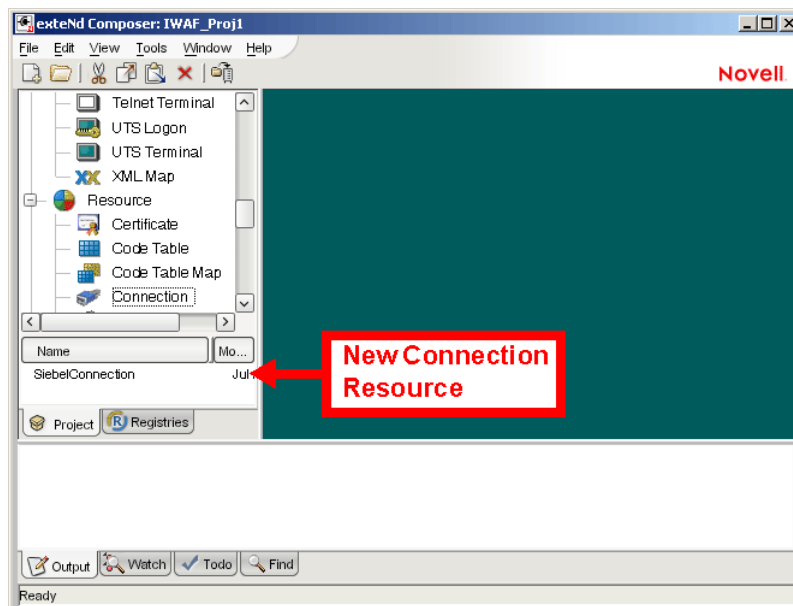 exteNd Composer: IWAF_Proj1
File Edit View Tools Window Help
Novell.
Telnet Terminal
UTS Logon
UTS Terminal
XML Map
Resource
Certificate
Code Table
Code Table Map
Connection
Name Mo...
SiebelConnection Jul
New Connection
Resource
Project Registries
Output Watch Todo Find
Ready